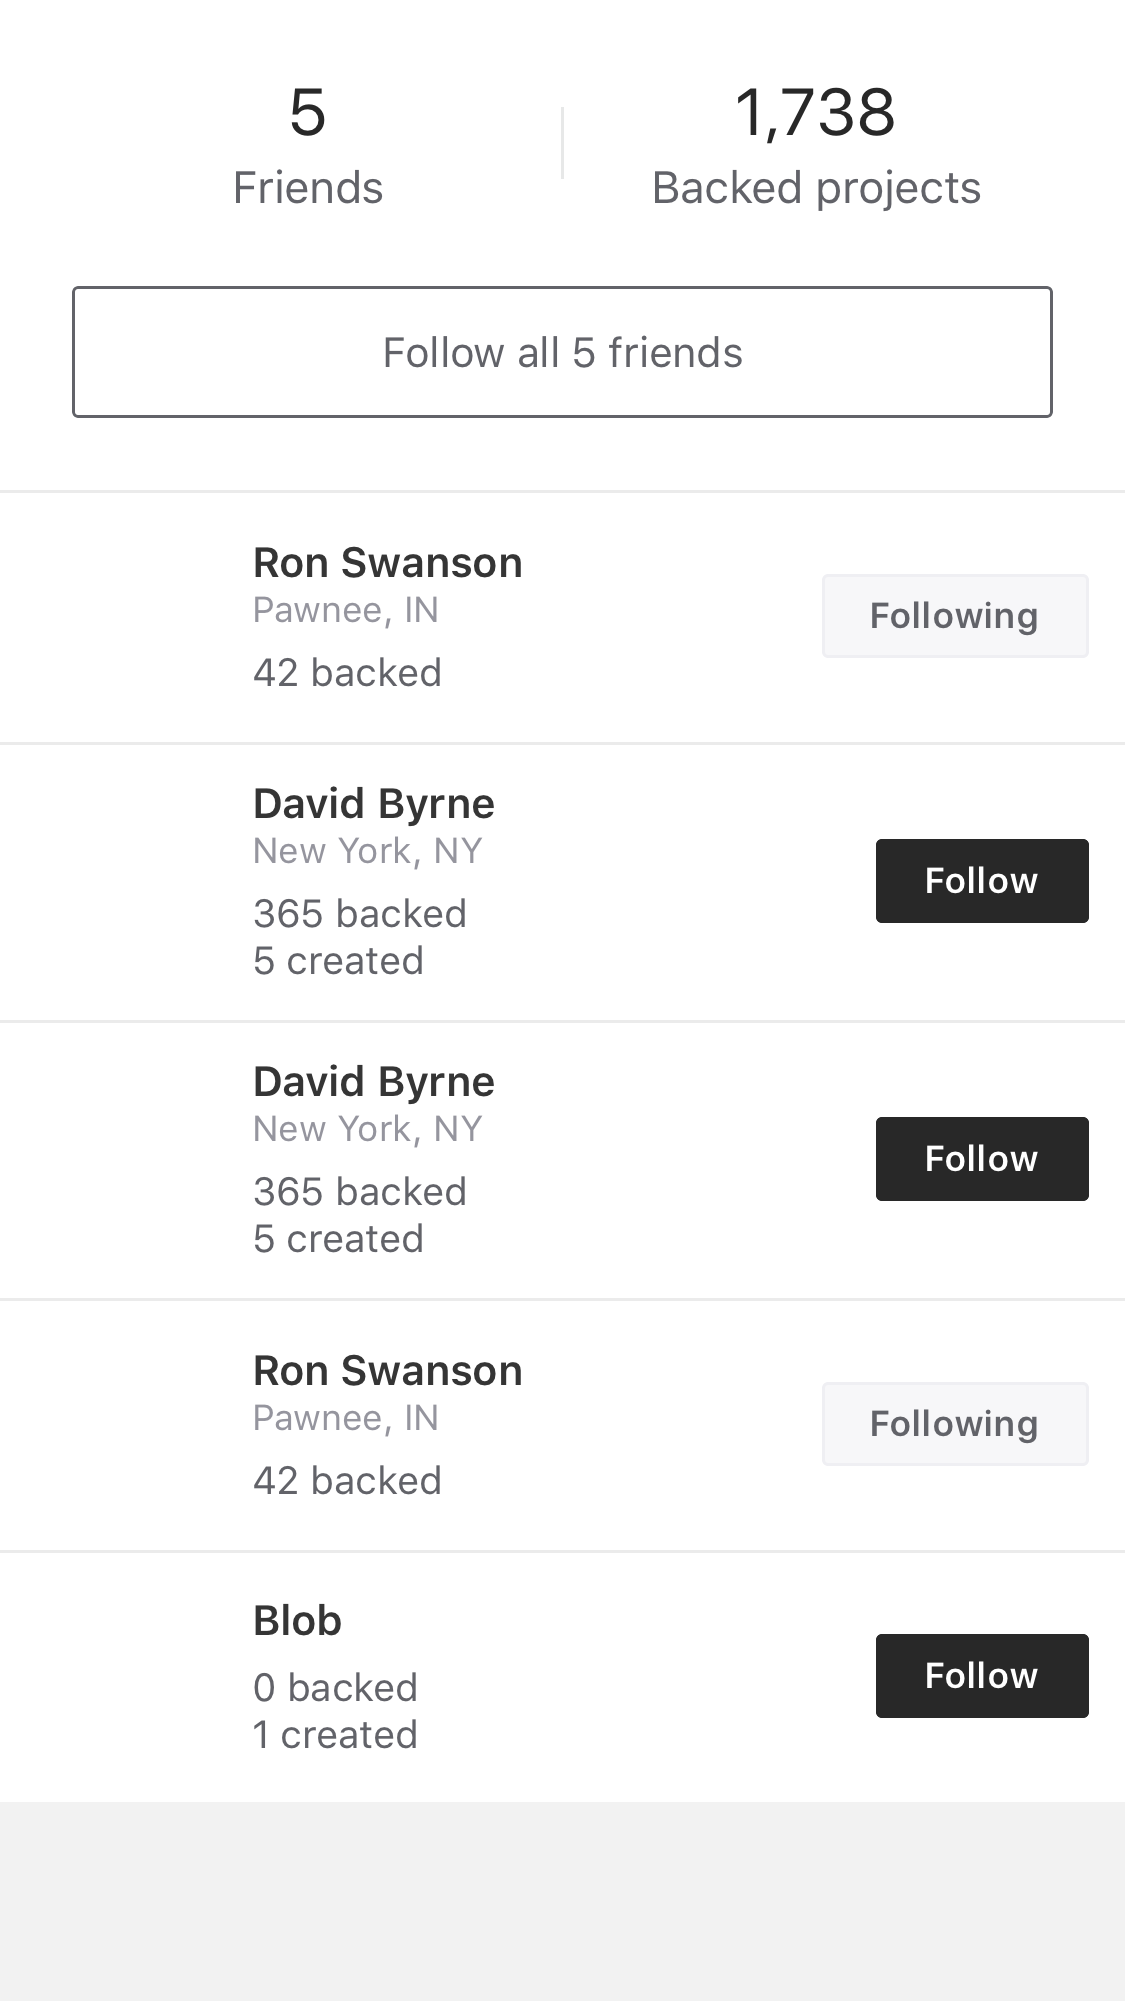 5
Friends
1,738
Backed projects
Follow all 5 friends
Ron Swanson
Pawnee, IN
42 backed
Following
David Byrne
New York, NY
365 backed
5 created
Follow
David Byrne
New York, NY
365 backed
5 created
Follow
Ron Swanson
Pawnee, IN
42 backed
Following
Blob
0 backed
1 created
Follow